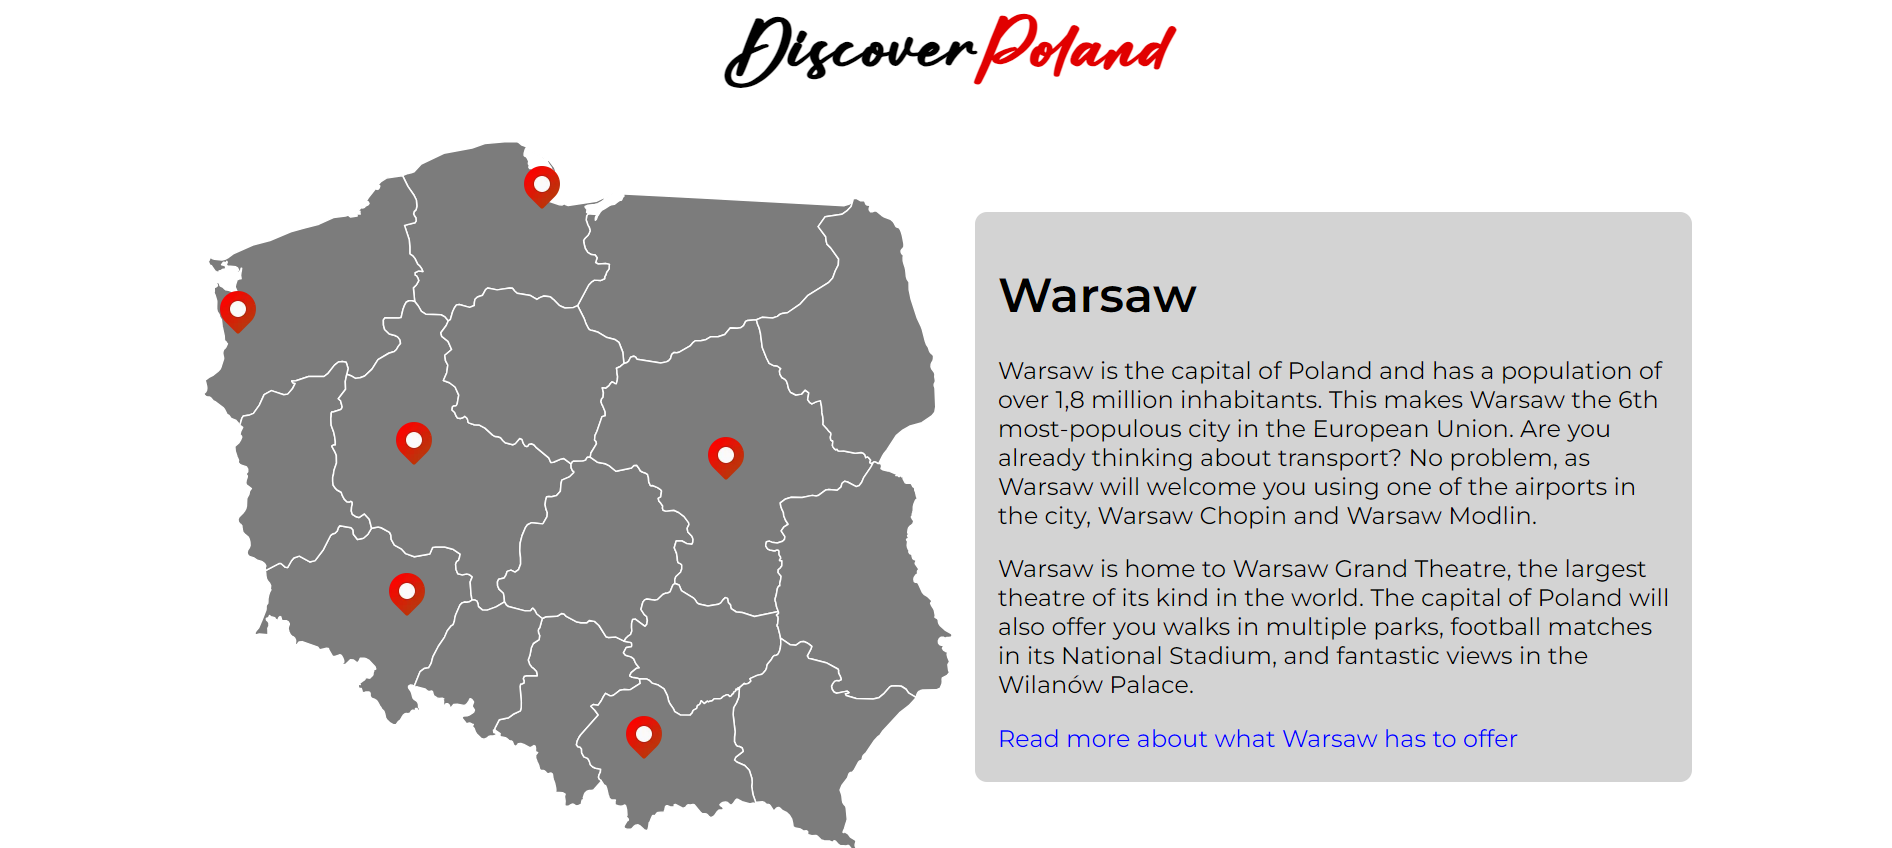 DiscoverPoland
Warsaw
Warsaw is the capital of Poland and has a population of
over 1,8 million inhabitants. This makes Warsaw the 6th
most-populous city in the European Union. Are you
already thinking about transport? No problem, as
Warsaw will welcome you using one of the airports in
the city, Warsaw Chopin and Warsaw Modlin.
Warsaw is home to Warsaw Grand Theatre, the largest
theatre of its kind in the world. The capital of Poland will
also offer you walks in multiple parks, football matches
in its National Stadium, and fantastic views in the
Wilanów Palace.
Read more about what Warsaw has to offer